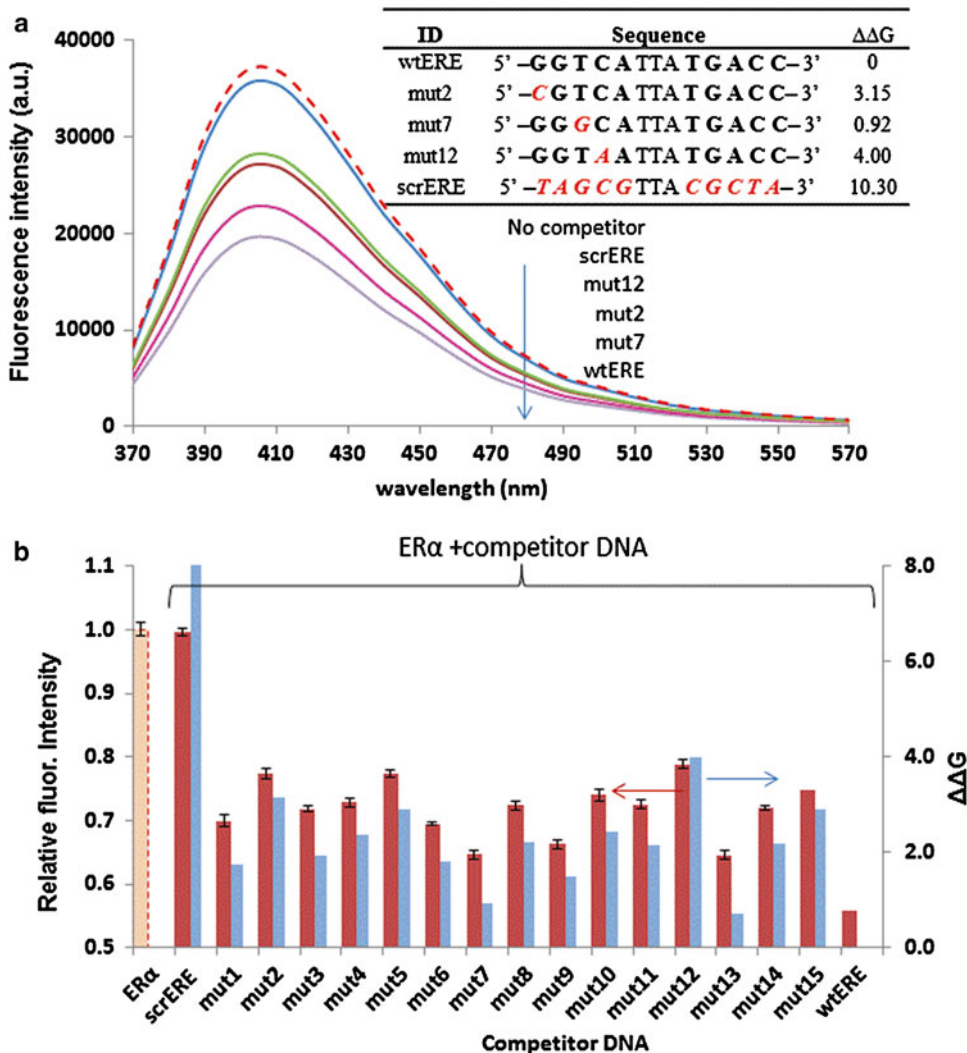 a
ID Sequence ΔΔG
wtERE 5’ –GGTCATTATGACC–3’ 0
mut2 5’ –CGTCATTATGACC–3’ 3.15
mut7 5’ –GGGCATTATGACC–3’ 0.92
mut12 5’ –GGTAATTATGACC–3’ 4.00
scrERE 5’ –TAGCGTTACGCTA–3’ 10.30
No competitor
scrERE
mut12
mut2
mut7
wtERE
Fluorescence intensity (a.u.)
40000
30000
20000
10000
0
370 390 410 430 450 470 490 510 530 550 570
wavelength (nm)
b
ERα +competitor DNA
Relative fluor. Intensity
1.1
1.0
0.9
0.8
0.7
0.6
0.5
8.0
6.0
4.0
2.0
0.0
ΔΔG
ERα scrERE mut1 mut2 mut3 mut4 mut5 mut6 mut7 mut8 mut9 mut10 mut11 mut12 mut13 mut14 mut15 wtERE
Competitor DNA